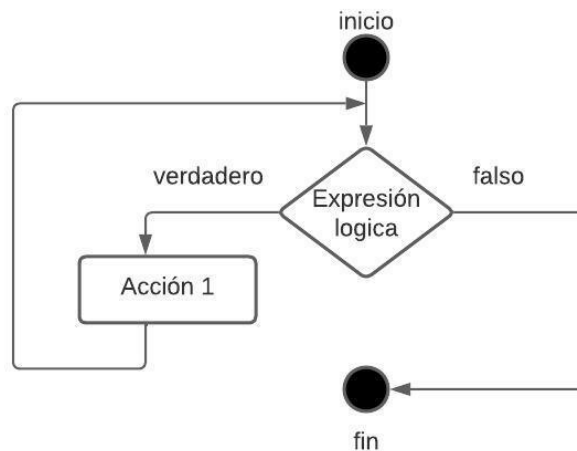 inicio
verdadero
falso
Expresión
logica
Acción 1
fin